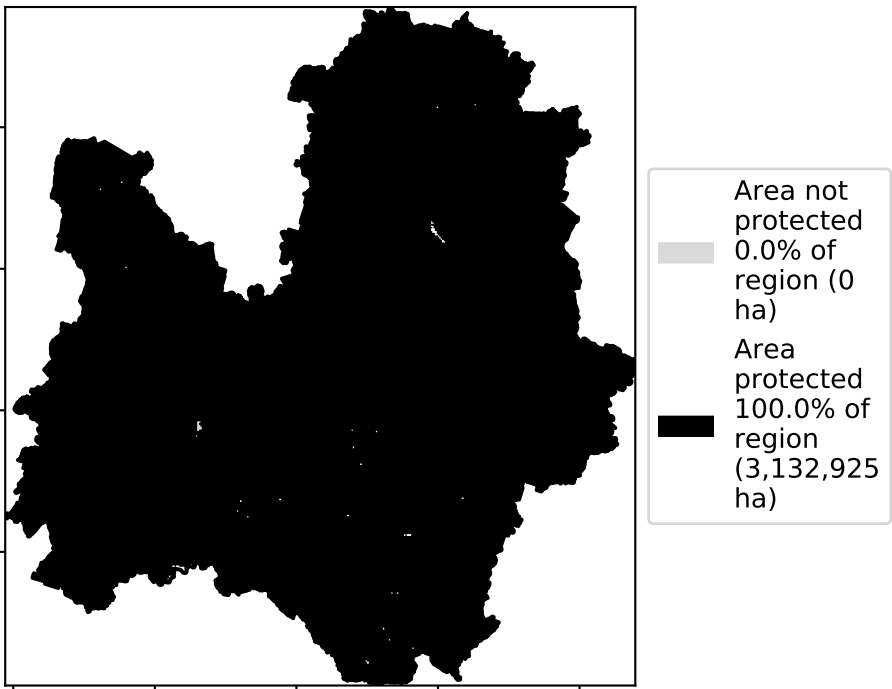 Area not
protected
0.0% of
region (0
ha)
Area
protected
100.0% of
region
(3,132,925
ha)